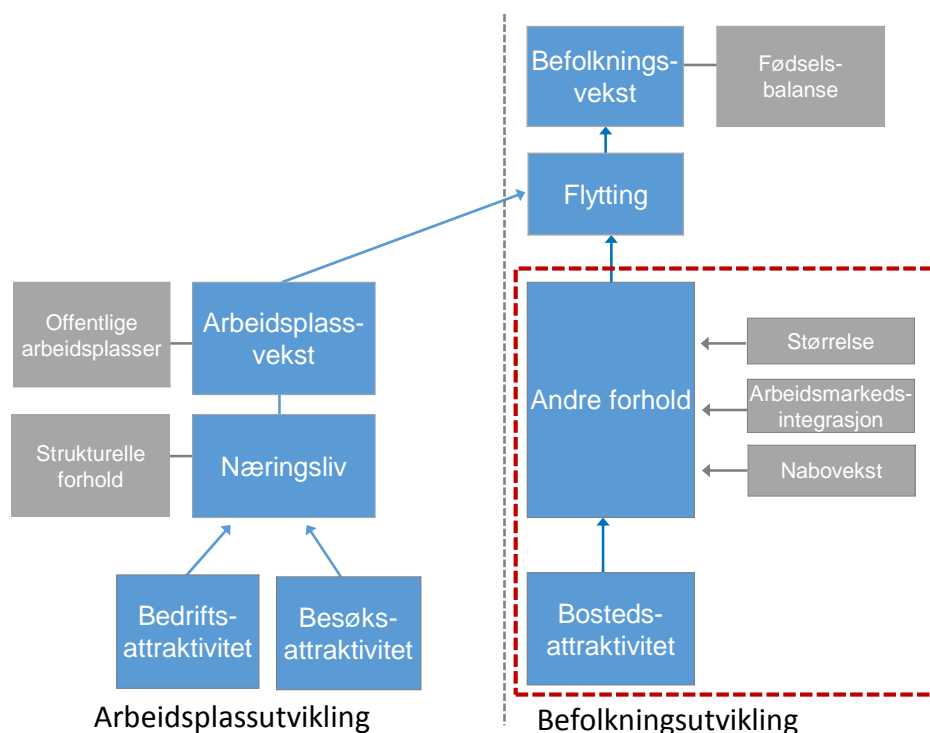 Befolknings-
vekst
Fødsels-
balanse
Flytting
Offentlige
arbeidsplasser
Arbeidsplass-
vekst
Strukturelle
forhold
Næringsliv
Bedrifts-
attraktivitet
Besøks-
attraktivitet
Andre forhold
Størrelse
Arbeidsmarkeds-
integrasjon
Nabovekst
Bosteds-
attraktivitet
Arbeidsplassutvikling
Befolkningsutvikling